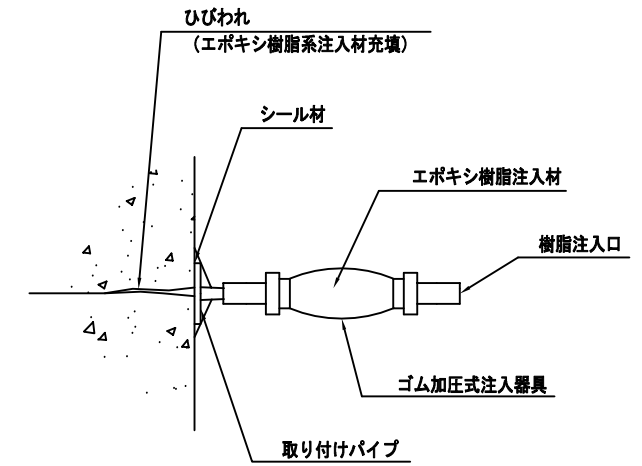 ひびわれ
（エポキシ樹脂系注入材充填）
シール材
エポキシ樹脂注入材
樹脂注入口
ゴム加圧式注入器具
取り付けパイプ